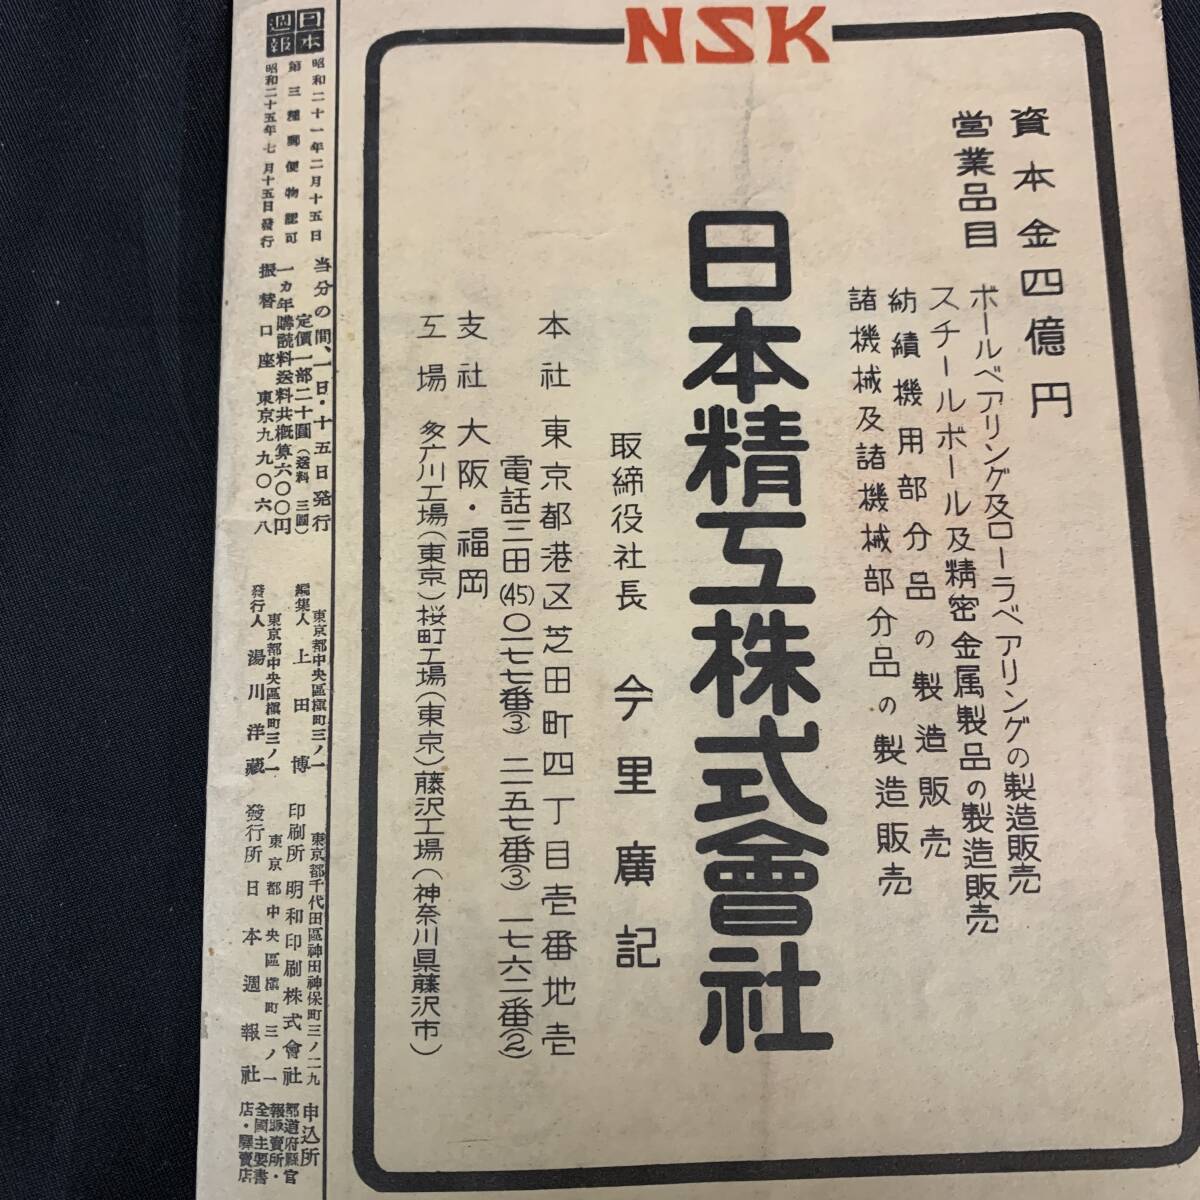 NSK
資本金四億円
営業品目
ボールベアリング及ローラベアリングの製造販売
スチールボール及精密金属製品の製造販売
紡績機用部分品の製造販売
諸機械及諸機械部分品の製造販売
日本精工株式會社
取締役社長 今里廣記
本社 東京都港区芝田町四丁目壱番地壱
電話三田(45)〇二七七番③ 二二五七番③ 一七六二番②
支社 大阪・福岡
工場 多广川工場(東京)桜町工場(東京)藤沢工場(神奈川県藤沢市)
日本週報
昭和二十一年二月十五日
第三種郵便物認可
昭和二十五年七月十五日發行
当分の間、一日・十五日発行
定價一部二十圓(送料 三圓)
一カ年購読料送料共概算六〇〇円
振替口座 東京九九〇六八
東京都中央區槇町三ノ一
編集人 上田博
東京都中央區槇町三ノ一
發行人 湯川洋藏
東京都千代田區神田神保町三ノ二九
印刷所 明和印刷株式會社
東京都中央區槇町三ノ一
發行所 日本週報社
申込所
都道府縣官
報販賣所・
全國主要書
店・驛賣店